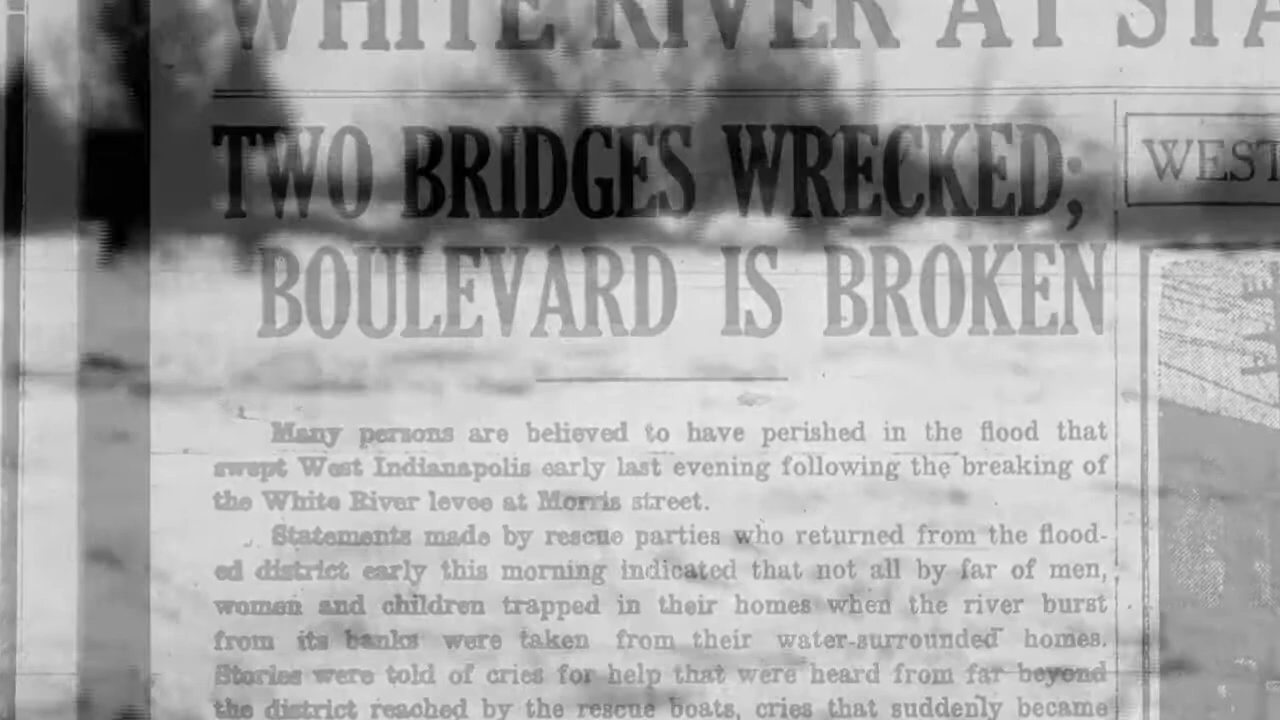 WHITE RIVER AT STA
TWO BRIDGES WRECKED;
BOULEVARD IS BROKEN
WEST
Many persons are believed to have perished in the flood that
swept West Indianapolis early last evening following the breaking of
the White River levee at Morris street.
Statements made by rescue parties who returned from the flood-
ed district early this morning indicated that not all by far of men,
women and children trapped in their homes when the river burst
from its banks were taken from their water-surrounded homes.
Stories were told of cries for help that were heard from far beyond
the district reached by the rescue boats, cries that suddenly became